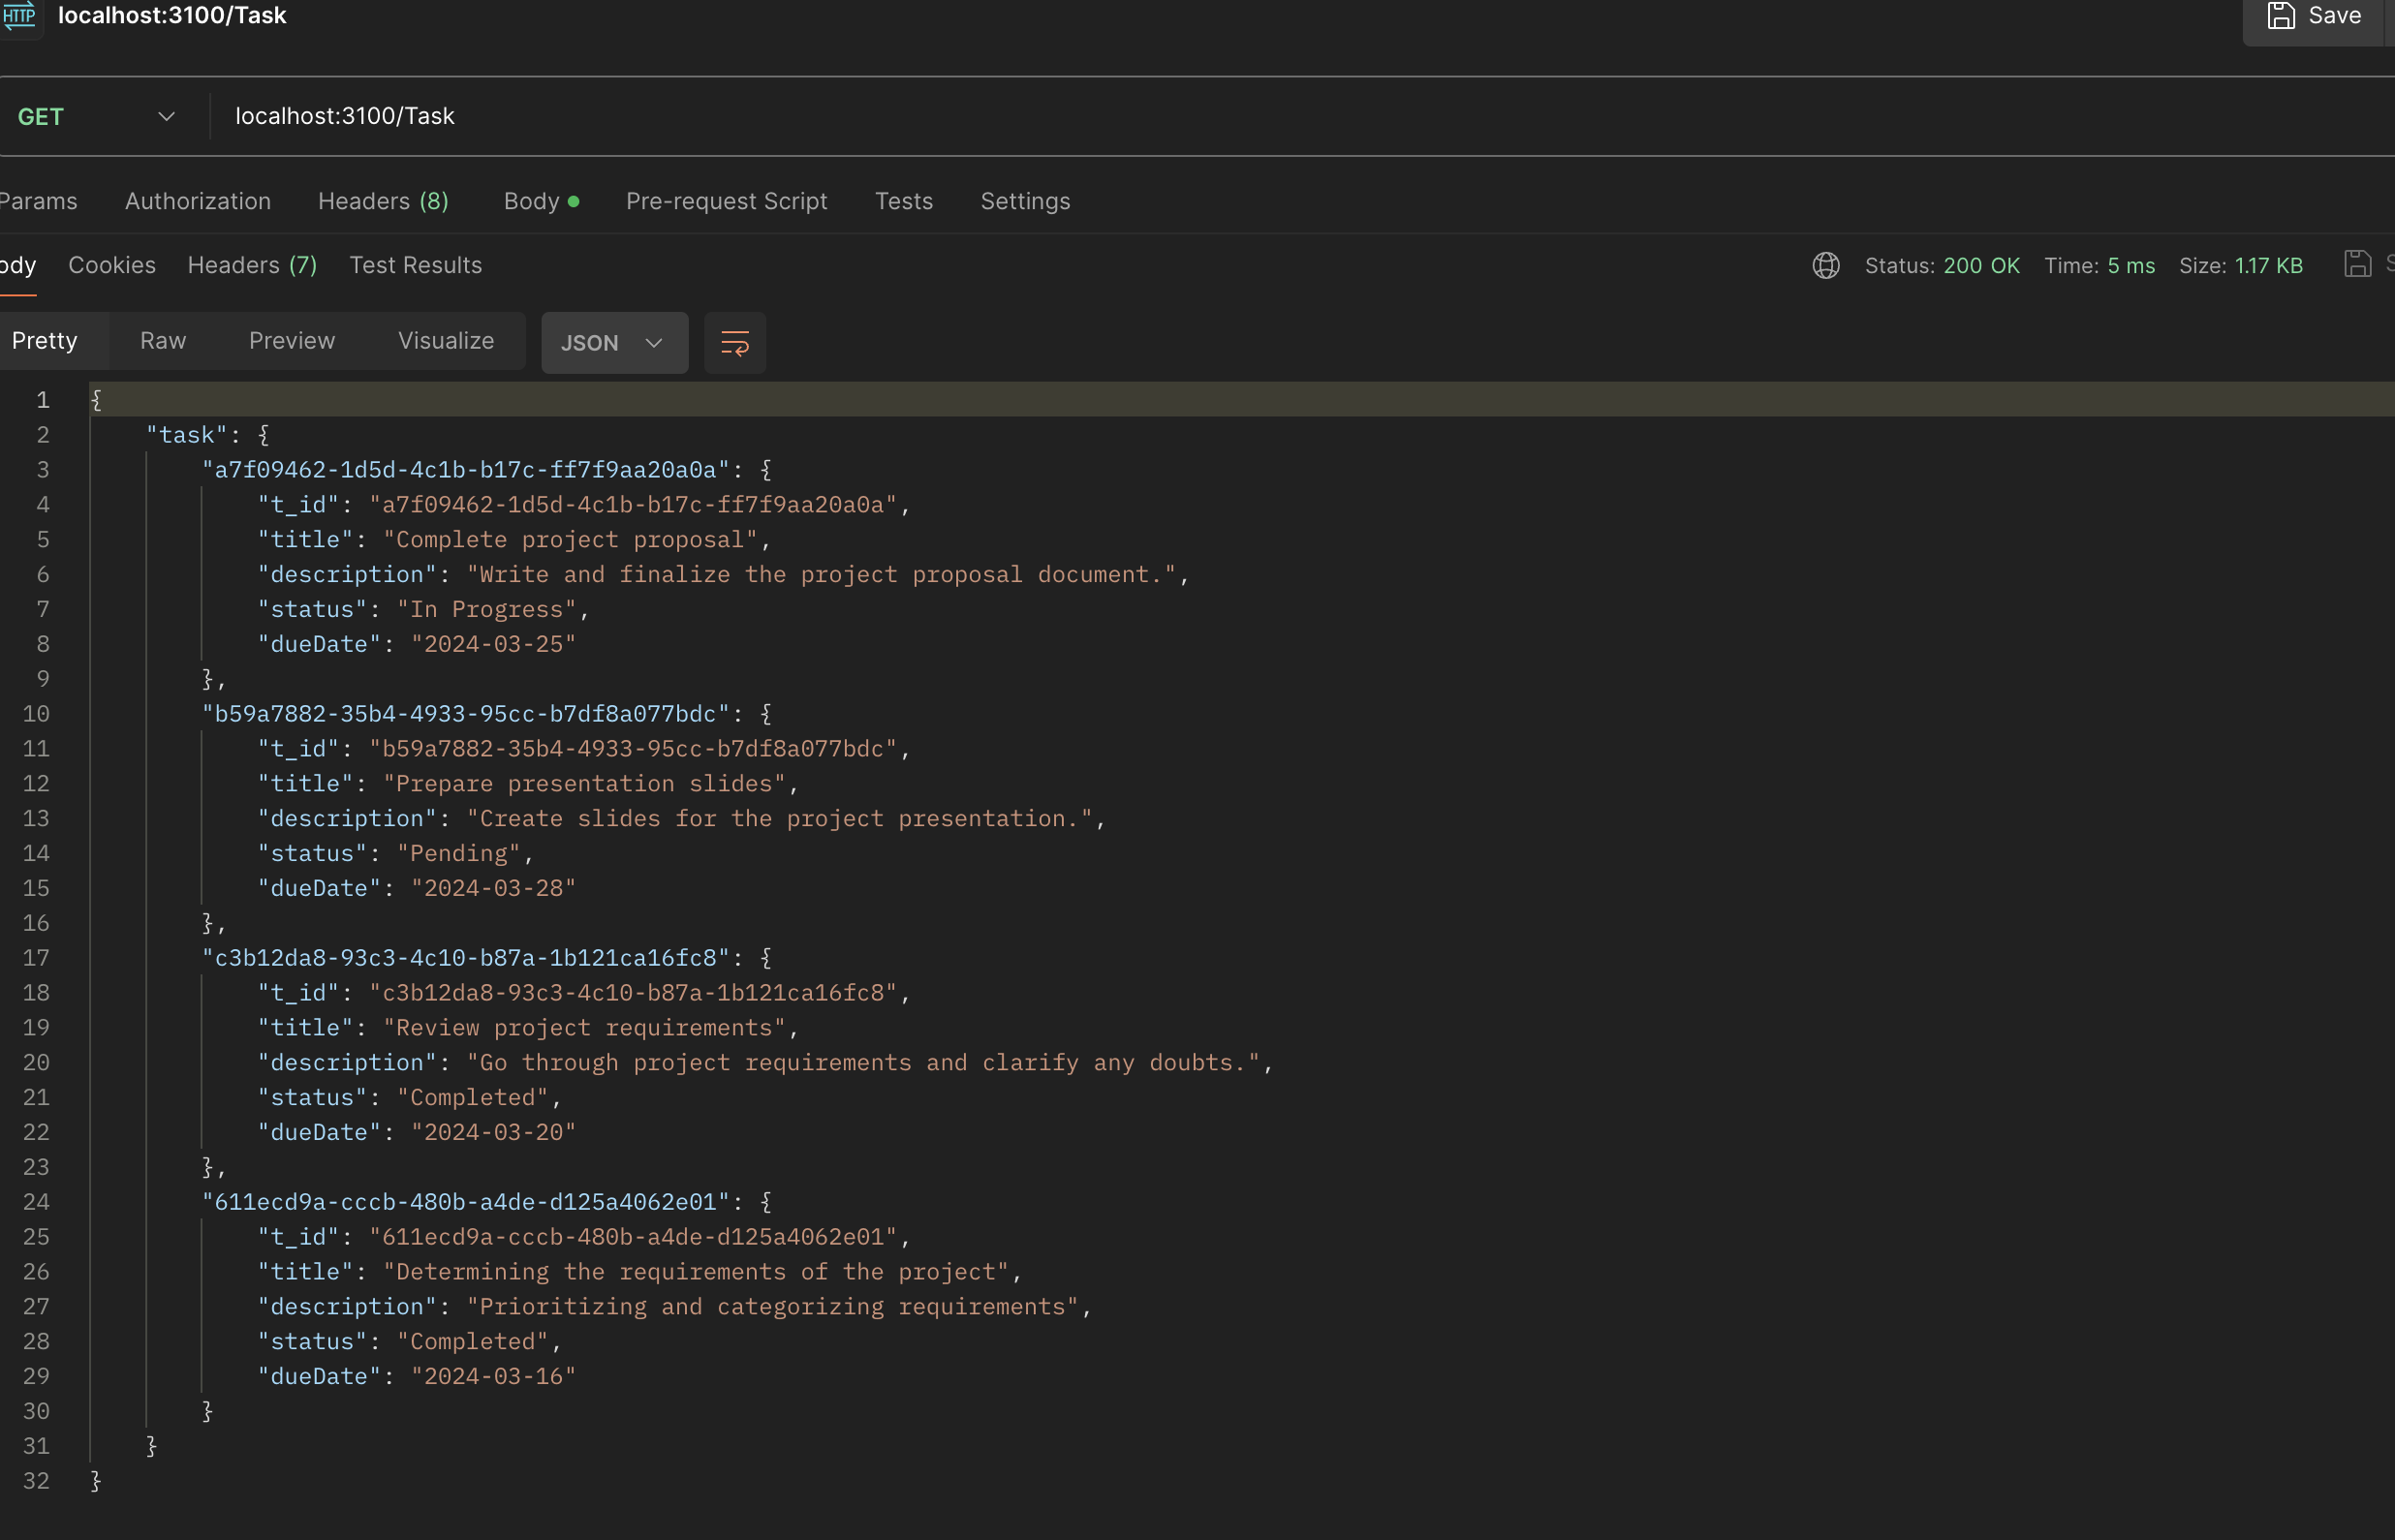 HTTP localhost:3100/Task Save
GET localhost:3100/Task
Params Authorization Headers (8) Body Pre-request Script Tests Settings
ody Cookies Headers (7) Test Results Status: 200 OK Time: 5 ms Size: 1.17 KB S
Pretty Raw Preview Visualize JSON
1 {
2 "task": {
3 "a7f09462-1d5d-4c1b-b17c-ff7f9aa20a0a": {
4 "t_id": "a7f09462-1d5d-4c1b-b17c-ff7f9aa20a0a",
5 "title": "Complete project proposal",
6 "description": "Write and finalize the project proposal document.",
7 "status": "In Progress",
8 "dueDate": "2024-03-25"
9 },
10 "b59a7882-35b4-4933-95cc-b7df8a077bdc": {
11 "t_id": "b59a7882-35b4-4933-95cc-b7df8a077bdc",
12 "title": "Prepare presentation slides",
13 "description": "Create slides for the project presentation.",
14 "status": "Pending",
15 "dueDate": "2024-03-28"
16 },
17 "c3b12da8-93c3-4c10-b87a-1b121ca16fc8": {
18 "t_id": "c3b12da8-93c3-4c10-b87a-1b121ca16fc8",
19 "title": "Review project requirements",
20 "description": "Go through project requirements and clarify any doubts.",
21 "status": "Completed",
22 "dueDate": "2024-03-20"
23 },
24 "611ecd9a-cccb-480b-a4de-d125a4062e01": {
25 "t_id": "611ecd9a-cccb-480b-a4de-d125a4062e01",
26 "title": "Determining the requirements of the project",
27 "description": "Prioritizing and categorizing requirements",
28 "status": "Completed",
29 "dueDate": "2024-03-16"
30 }
31 }
32 }